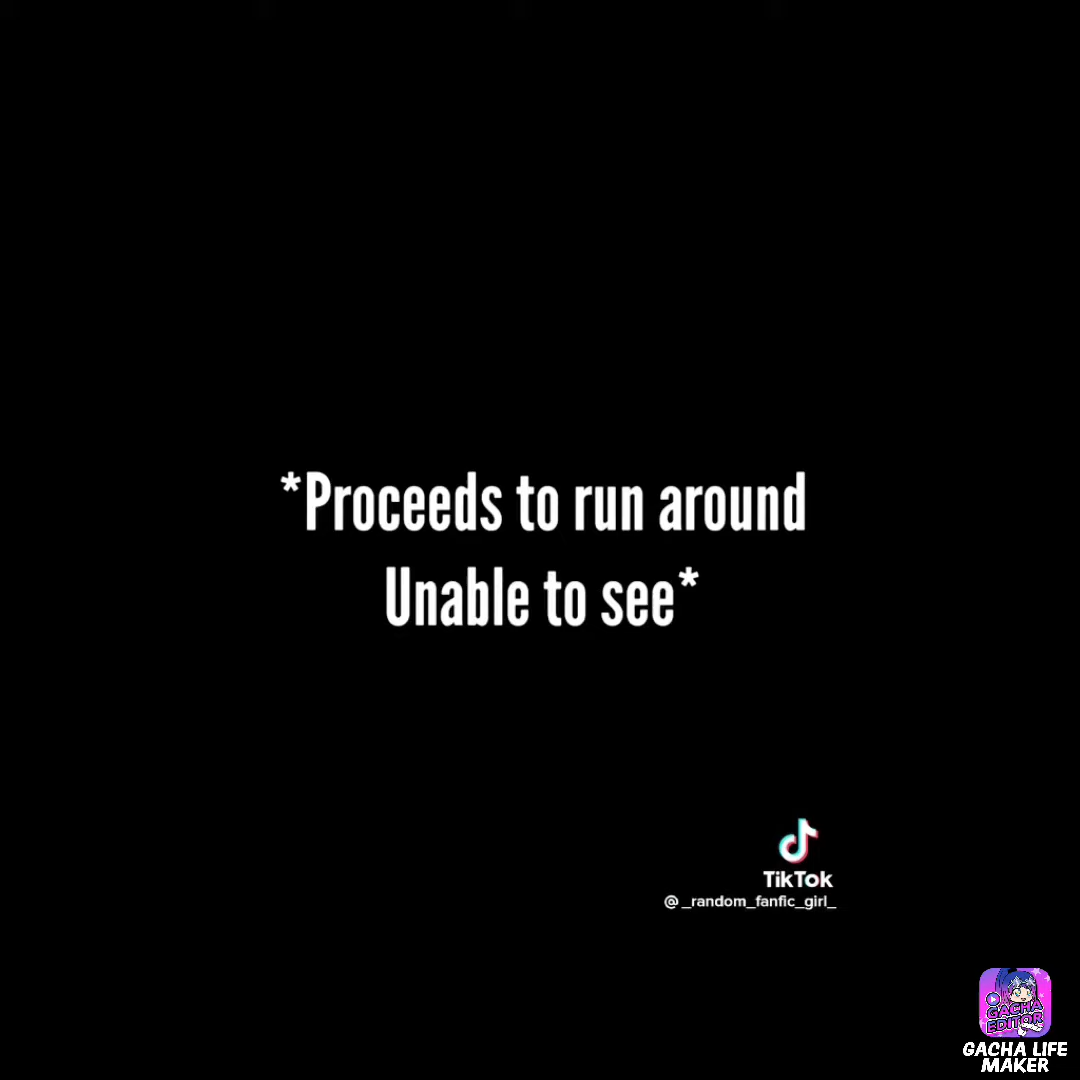 *Proceeds to run around
Unable to see*
TikTok
@_random_fanfic_girl_
GACHA
EDITOR
GACHA LIFE
MAKER